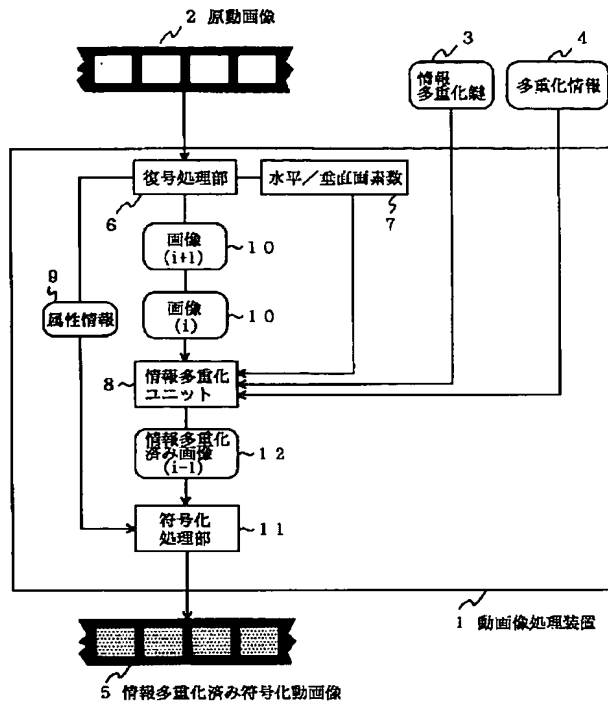 2 原動画像
3
情報
多重化鍵
4
多重化情報
復号処理部
6
水平／垂直画素数
7
画像
(i+1)
10
9
属性情報
画像
(i)
10
8
情報多重化
ユニット
情報多重化
済み画像
(i-1)
12
符号化
処理部
11
1 動画像処理装置
5 情報多重化済み符号化動画像